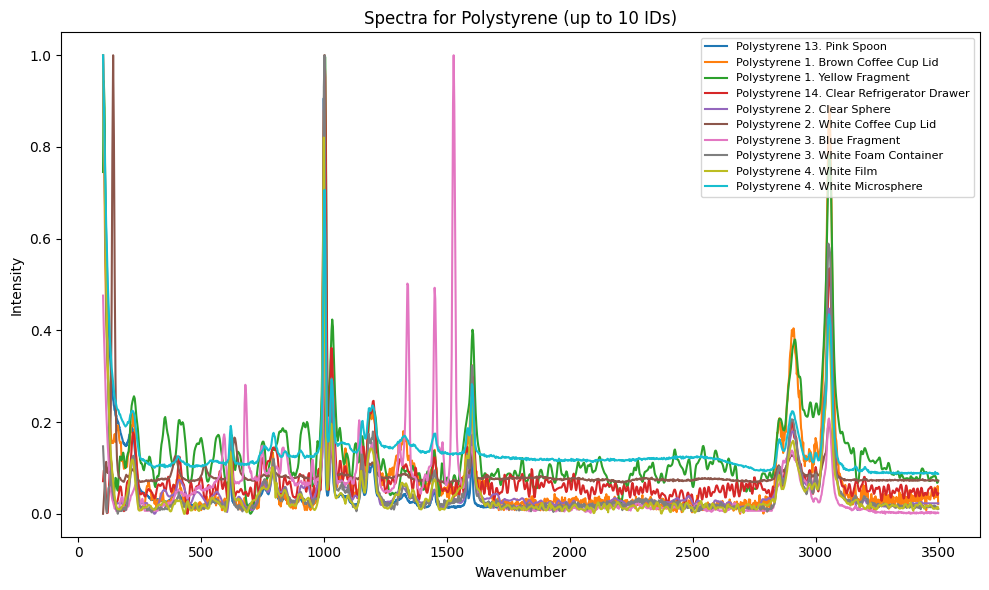 Spectra for Polystyrene (up to 10 IDs)
Polystyrene 13. Pink Spoon
Polystyrene 1. Brown Coffee Cup Lid
Polystyrene 1. Yellow Fragment
Polystyrene 14. Clear Refrigerator Drawer
Polystyrene 2. Clear Sphere
Polystyrene 2. White Coffee Cup Lid
Polystyrene 3. Blue Fragment
Polystyrene 3. White Foam Container
Polystyrene 4. White Film
Polystyrene 4. White Microsphere
Intensity
1.0
0.8
0.6
0.4
0.2
0.0
0 500 1000 1500 2000 2500 3000 3500
Wavenumber